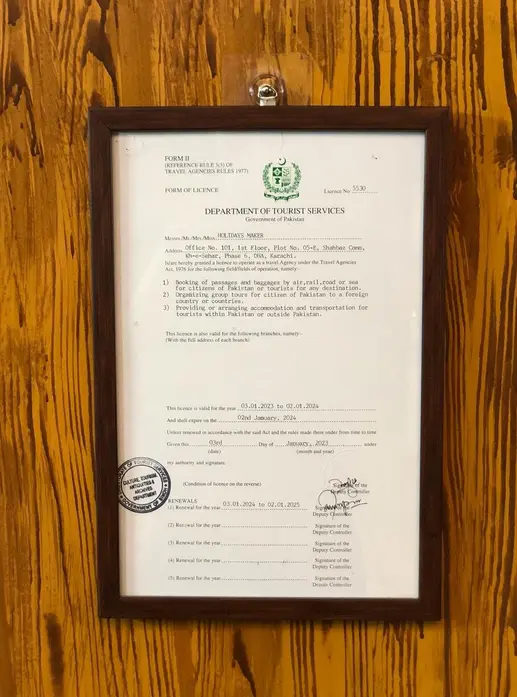 FORM II
(REFERENCE RULE 3(3) OF
TRAVEL AGENCIES RULES 1977)
FORM OF LICENCE
Licence No 5530
DEPARTMENT OF TOURIST SERVICES
Government of Pakistan
Messrs/Mr/Mrs/Miss HOLIDAYS MAKER
Address Office No. 101, 1st Floor, Plot No. 05-E, Shahbaz Comm,
Kh-e-Sehar, Phase 6, DHA, Karachi.
Is/are hereby granted a licence to operate as a travel Agency under the Travel Agencies
Act, 1976 for the following field/fields of operation, namely:-
1) Booking of passages and baggages by air,rail,road or sea
for citizens of Pakistan or tourists for any destination.
2) Organizing group tours for citizen of Pakistan to a foreign
country or countries.
3) Providing or arranging accomodation and transportation for
tourists within Pakistan or outside Pakistan.
This licence is also valid for the following branches, namely:-
(With the full address of each branch)
This licence is valid for the year 03.01.2023 to 02.01.2024
And shall expire on the 02nd January, 2024
Unless renewed in accordance with the said Act and the rules made there under from time to time
Given this 03rd Day of January, 2023 under
(date) (month and year)
my authority and signature.
(Condition of licence on the reverse)
Signature of the
Deputy Controller
CULTURE, TOURISM
ANTIQUITIES &
ARCHIVES
DEPARTMENT
RENEWALS
(1) Renewal for the year 03.01.2024 to 02.01.2025 Signature of the
Deputy Controller
(2) Renewal for the year Signature of the
Deputy Controller
(3) Renewal for the year Signature of the
Deputy Controller
(4) Renewal for the year Signature of the
Deputy Controller
(5) Renewal for the year Signature of the
Deputy Controller